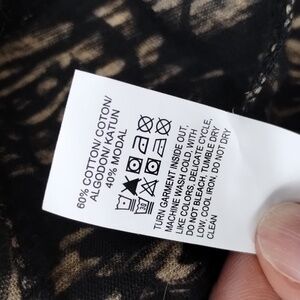 60% COTTON/ COTON/
ALGODON/ KATUN
40% MODAL
TURN GARMENT INSIDE OUT,
MACHINE WASH COLD, WITH
LIKE COLORS, DELICATE CYCLE,
DO NOT BLEACH, TUMBLE DRY
LOW, COOL IRON, DO NOT DRY
CLEAN